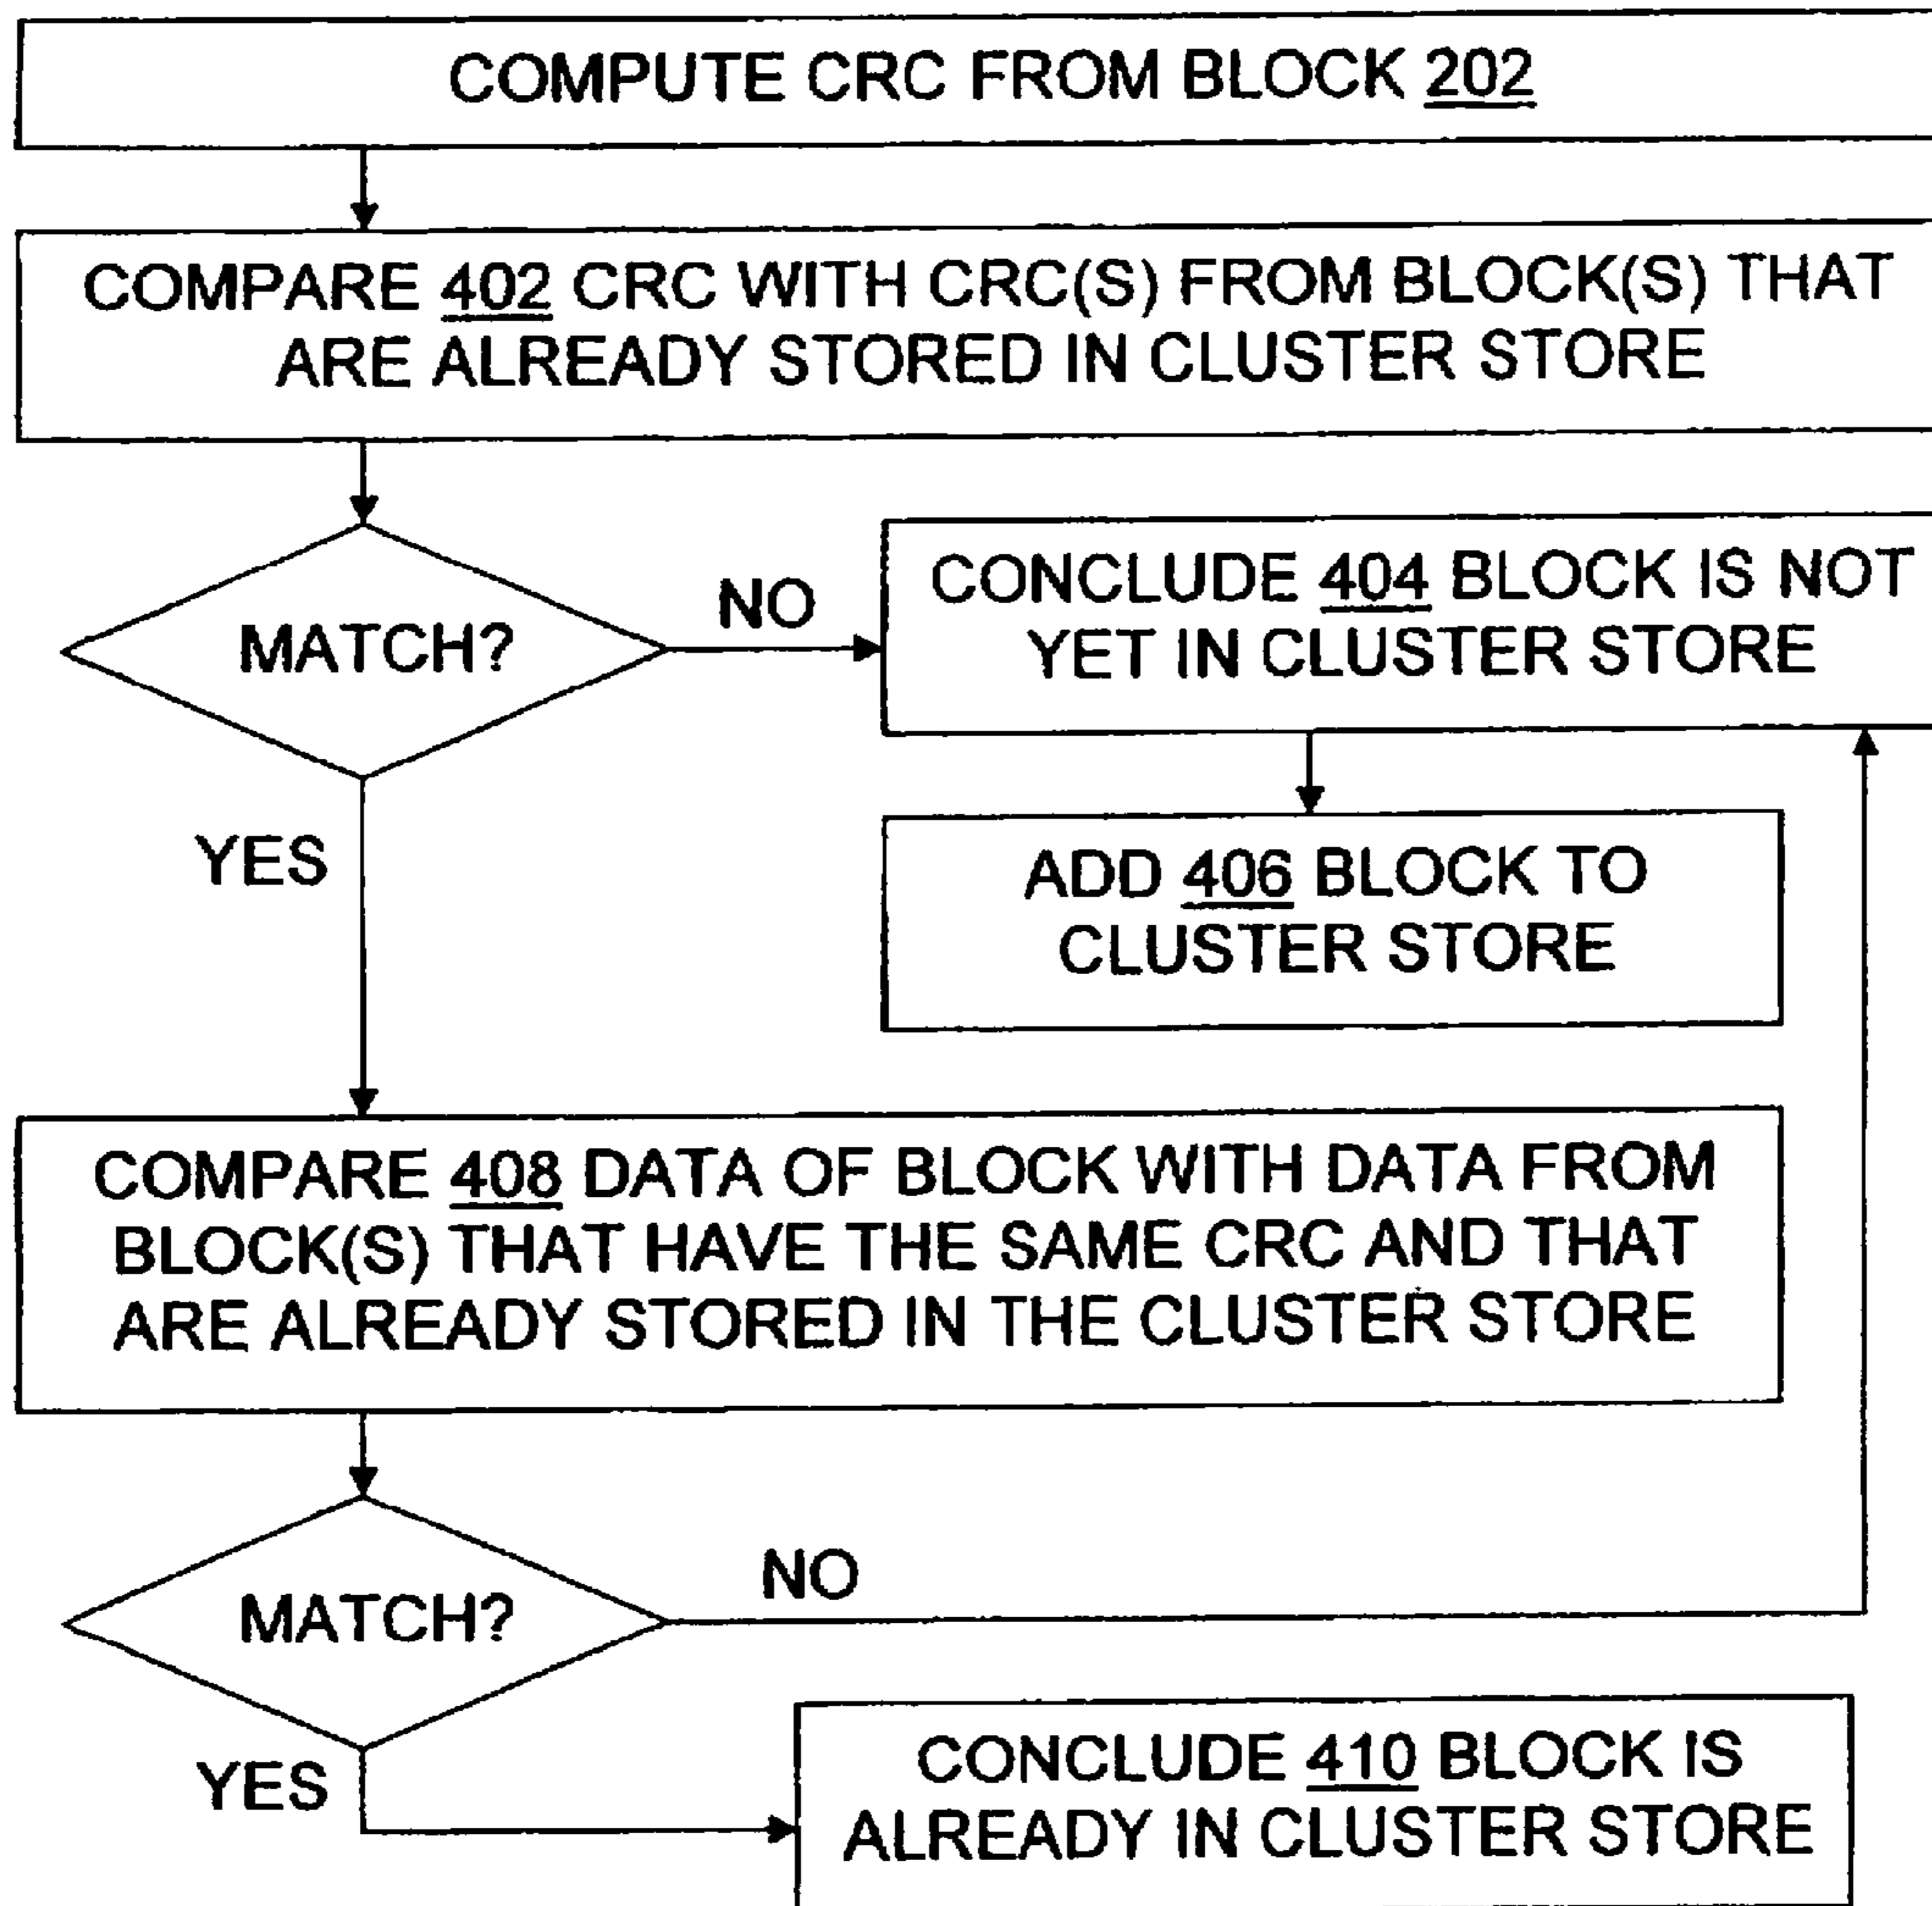 COMPUTE CRC FROM BLOCK 202
COMPARE 402 CRC WITH CRC(S) FROM BLOCK(S) THAT
ARE ALREADY STORED IN CLUSTER STORE
MATCH?
NO
CONCLUDE 404 BLOCK IS NOT
YET IN CLUSTER STORE
YES
ADD 406 BLOCK TO
CLUSTER STORE
COMPARE 408 DATA OF BLOCK WITH DATA FROM
BLOCK(S) THAT HAVE THE SAME CRC AND THAT
ARE ALREADY STORED IN THE CLUSTER STORE
MATCH?
NO
YES
CONCLUDE 410 BLOCK IS
ALREADY IN CLUSTER STORE